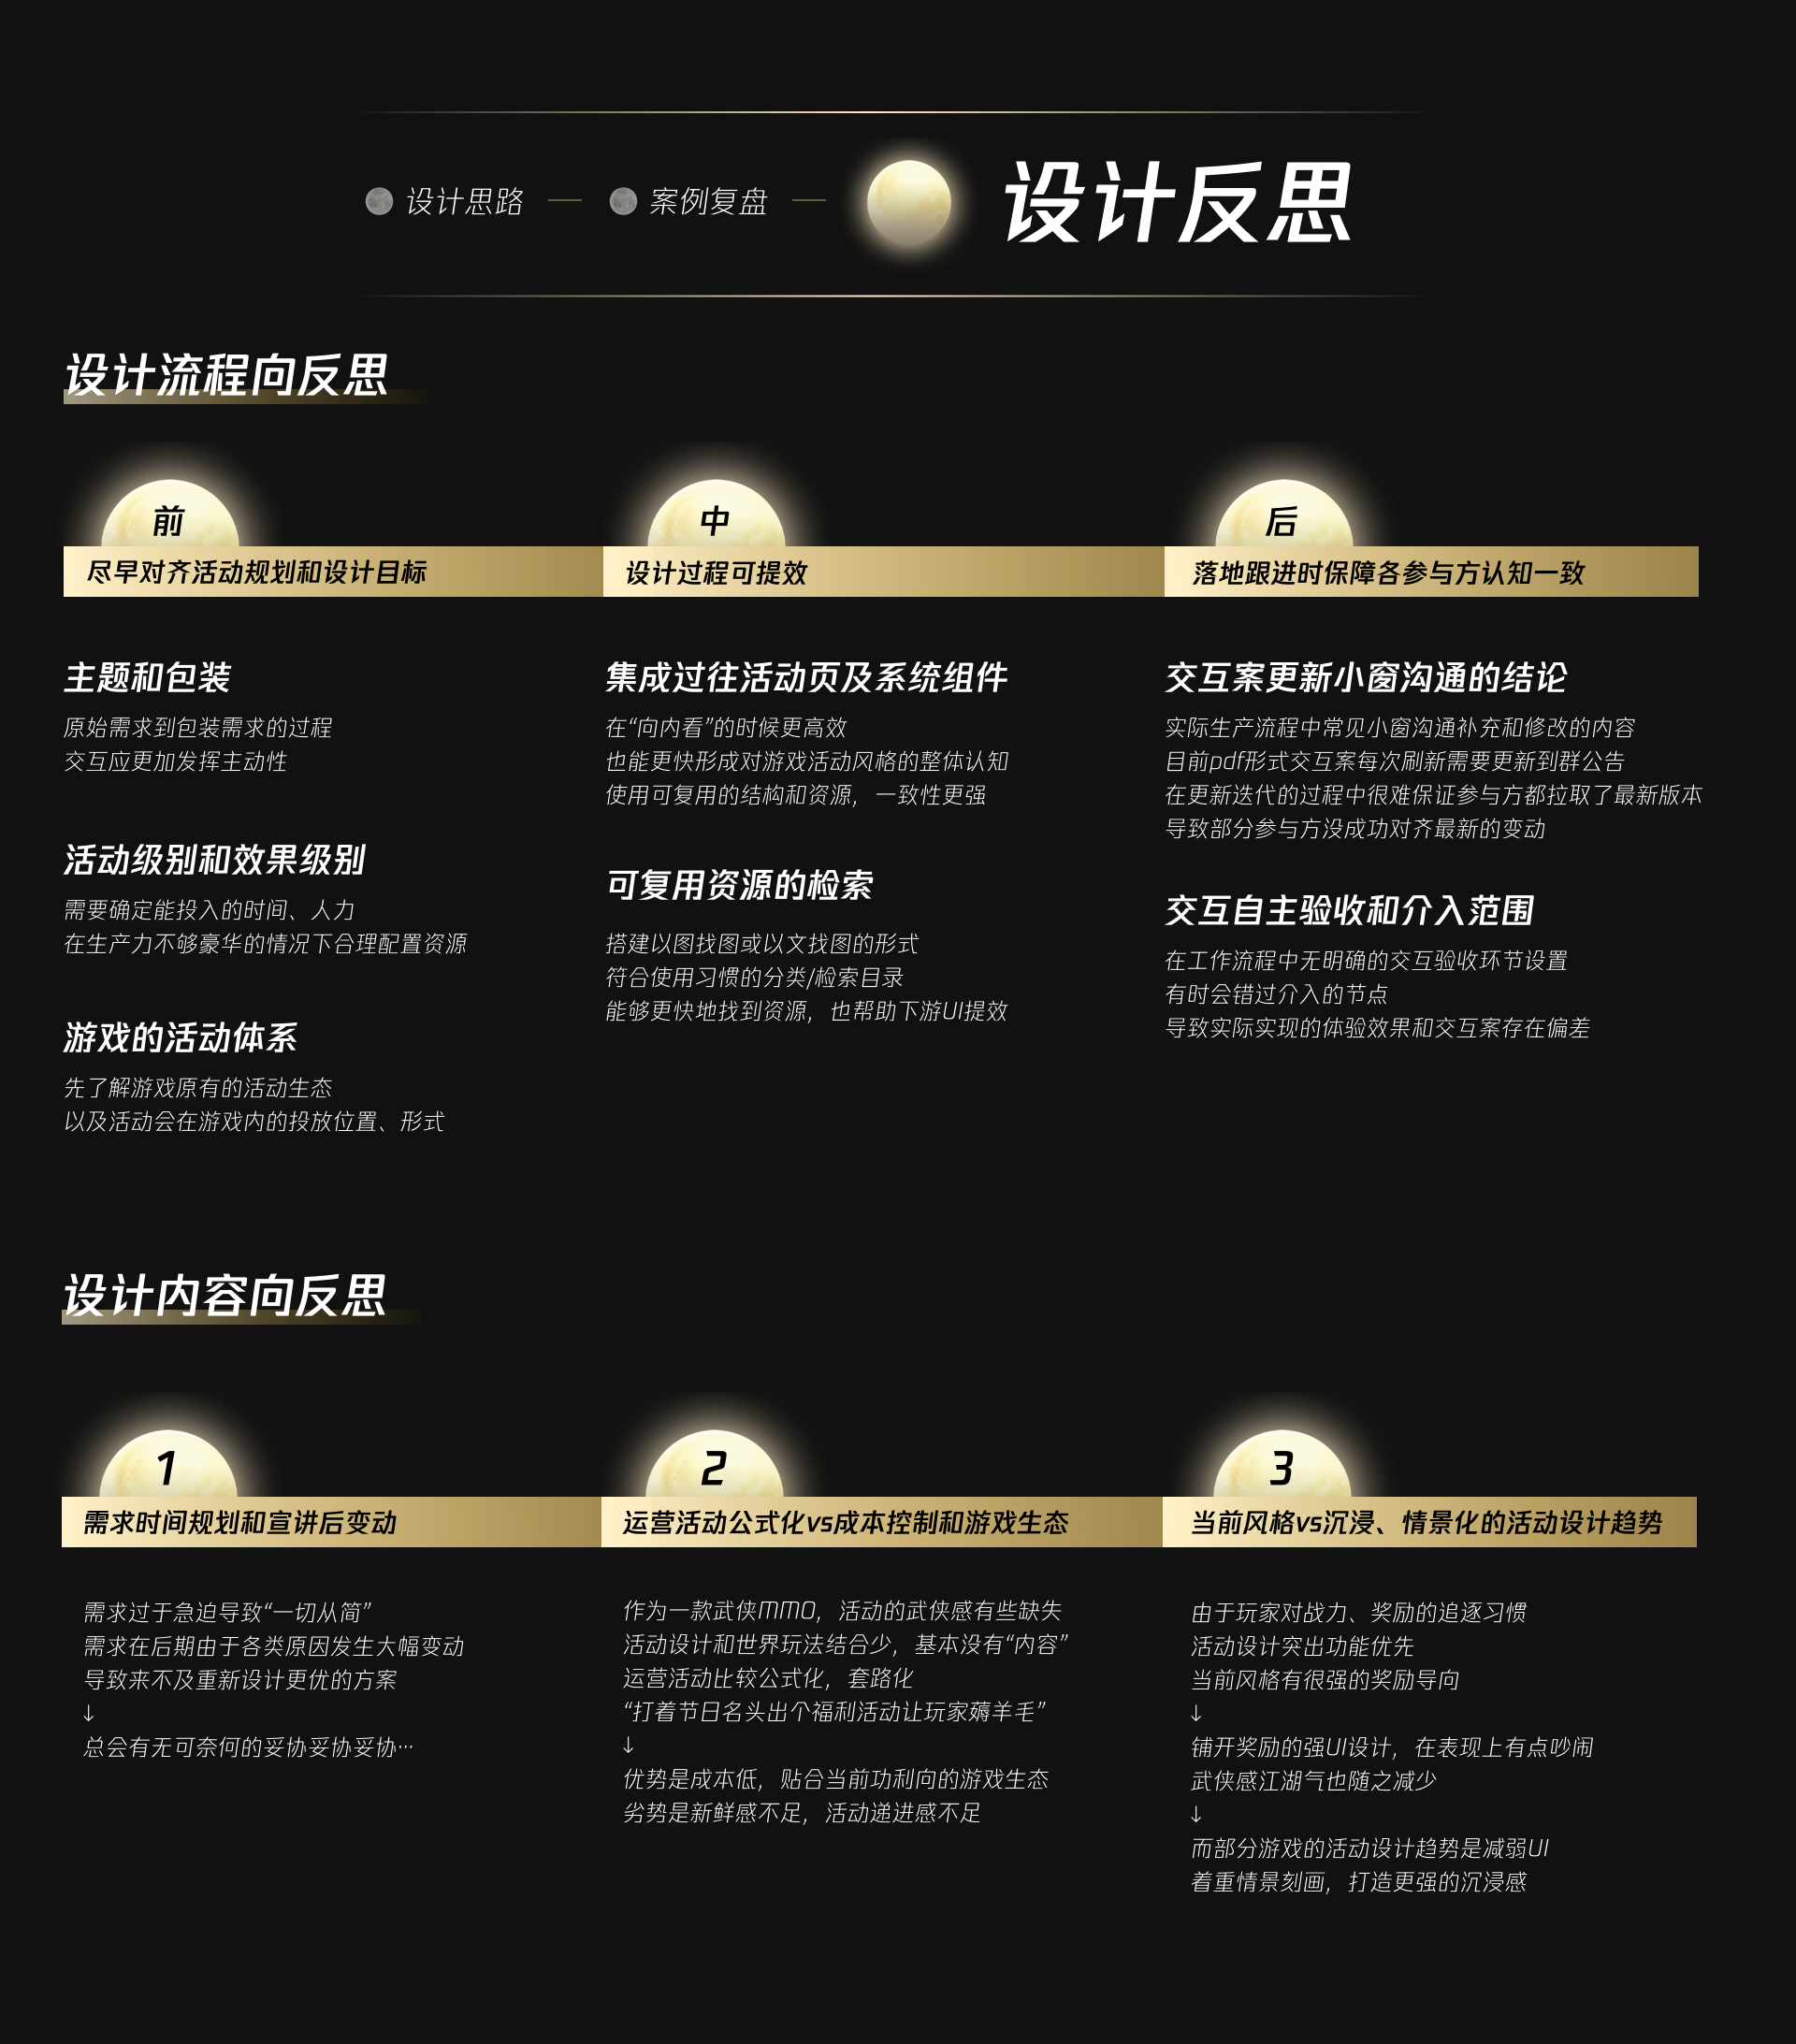 设计思路 — 案例复盘 — 设计反思
设计流程向反思
前
尽早对齐活动规划和设计目标
主题和包装
原始需求到包装需求的过程
交互应更加发挥主动性
活动级别和效果级别
需要确定能投入的时间、人力
在生产力不够豪华的情况下合理配置资源
游戏的活动体系
先了解游戏原有的活动生态
以及活动会在游戏内的投放位置、形式
中
设计过程可提效
集成过往活动页及系统组件
在“向内看”的时候更高效
也能更快形成对游戏活动风格的整体认知
使用可复用的结构和资源，一致性更强
可复用资源的检索
搭建以图找图或以文找图的形式
符合使用习惯的分类/检索目录
能够更快地找到资源，也帮助下游UI提效
后
落地跟进时保障各参与方认知一致
交互案更新小窗沟通的结论
实际生产流程中常见小窗沟通补充和修改的内容
目前pdf形式交互案每次刷新需要更新到群公告
在更新迭代的过程中很难保证参与方都拉取了最新版本
导致部分参与方没成功对齐最新的变动
交互自主验收和介入范围
在工作流程中无明确的交互验收环节设置
有时会错过介入的节点
导致实际实现的体验效果和交互案存在偏差
设计内容向反思
1
需求时间规划和宣讲后变动
需求过于急迫导致“一切从简”
需求在后期由于各类原因发生大幅变动
导致来不及重新设计更优的方案
↓
总会有无可奈何的妥协妥协妥协…
2
运营活动公式化vs成本控制和游戏生态
作为一款武侠MMO，活动的武侠感有些缺失
活动设计和世界玩法结合少，基本没有“内容”
运营活动比较公式化，套路化
“打着节日名头出个福利活动让玩家薅羊毛”
↓
优势是成本低，贴合当前功利向的游戏生态
劣势是新鲜感不足，活动递进感不足
3
当前风格vs沉浸、情景化的活动设计趋势
由于玩家对战力、奖励的追逐习惯
活动设计突出功能优先
当前风格有很强的奖励导向
↓
铺开奖励的强UI设计，在表现上有点吵闹
武侠感江湖气也随之减少
↓
而部分游戏的活动设计趋势是减弱UI
着重情景刻画，打造更强的沉浸感